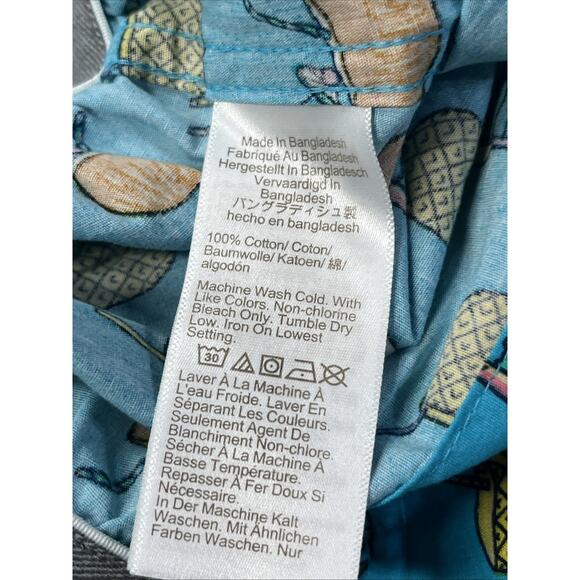 Made In Bangladesh
Fabriqué Au Bangladesh
Hergestellt In Bangladesch
Vervaardigd In
Bangladesh
バングラディシュ製
hecho en bangladesh
100% Cotton/ Coton/
Baumwolle/ Katoen/ 綿/
algodón
Machine Wash Cold. With
Like Colors. Non-chlorine
Bleach Only. Tumble Dry
Low. Iron On Lowest
Setting.
30
Laver À La Machine À
L'eau Froide. Laver En
Séparant Les Couleurs.
Seulement Agent De
Blanchiment Non-chlore.
Sécher À La Machine À
Basse Température.
Repasser À Fer Doux Si
Nécessaire.
In Der Maschine Kalt
Waschen. Mit Ähnlichen
Farben Waschen. Nur